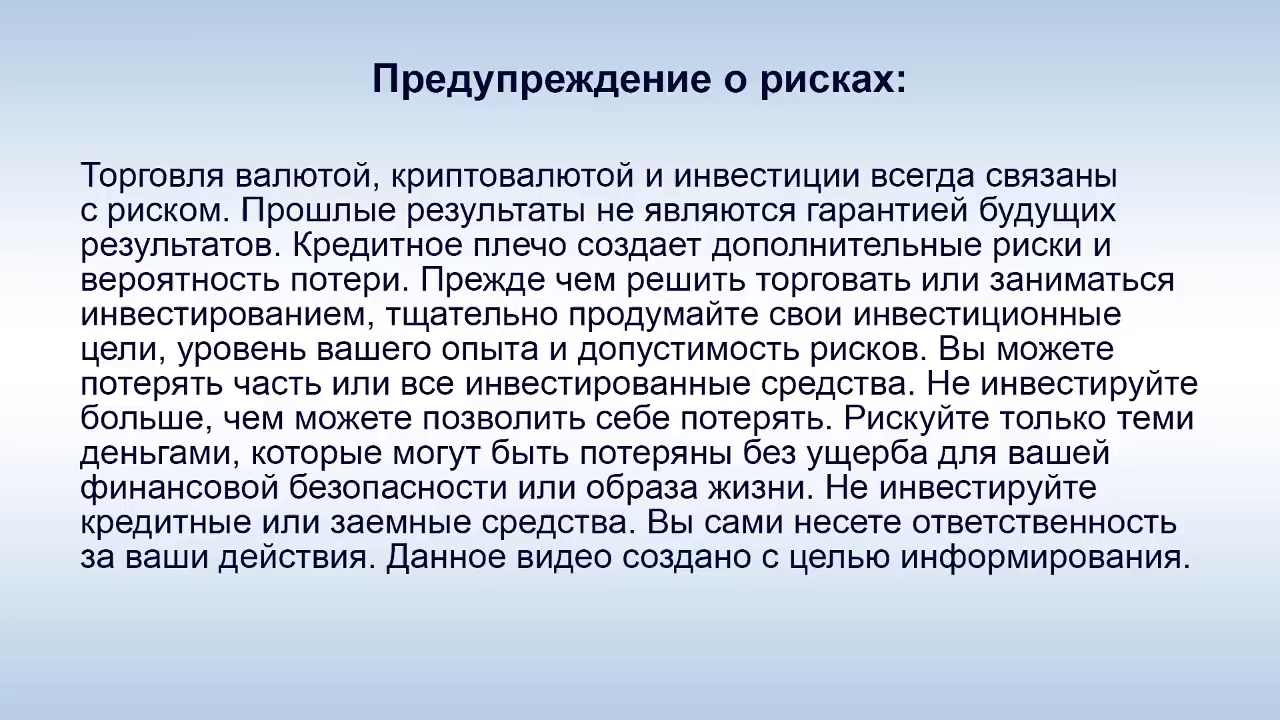 Предупреждение о рисках:
Торговля валютой, криптовалютой и инвестиции всегда связаны
с риском. Прошлые результаты не являются гарантией будущих
результатов. Кредитное плечо создает дополнительные риски и
вероятность потери. Прежде чем решить торговать или заниматься
инвестированием, тщательно продумайте свои инвестиционные
цели, уровень вашего опыта и допустимость рисков. Вы можете
потерять часть или все инвестированные средства. Не инвестируйте
больше, чем можете позволить себе потерять. Рискуйте только теми
деньгами, которые могут быть потеряны без ущерба для вашей
финансовой безопасности или образа жизни. Не инвестируйте
кредитные или заемные средства. Вы сами несете ответственность
за ваши действия. Данное видео создано с целью информирования.